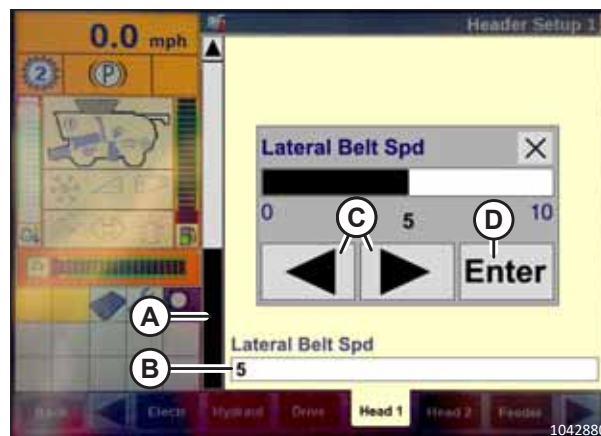 0.0 mph
Header Setup 1
2
P
Lateral Belt Spd
0
5
10
C
D
Enter
A
Lateral Belt Spd
B
5
Back
Electr
Hydraul
Drive
Head 1
Head 2
Feeder
1042880